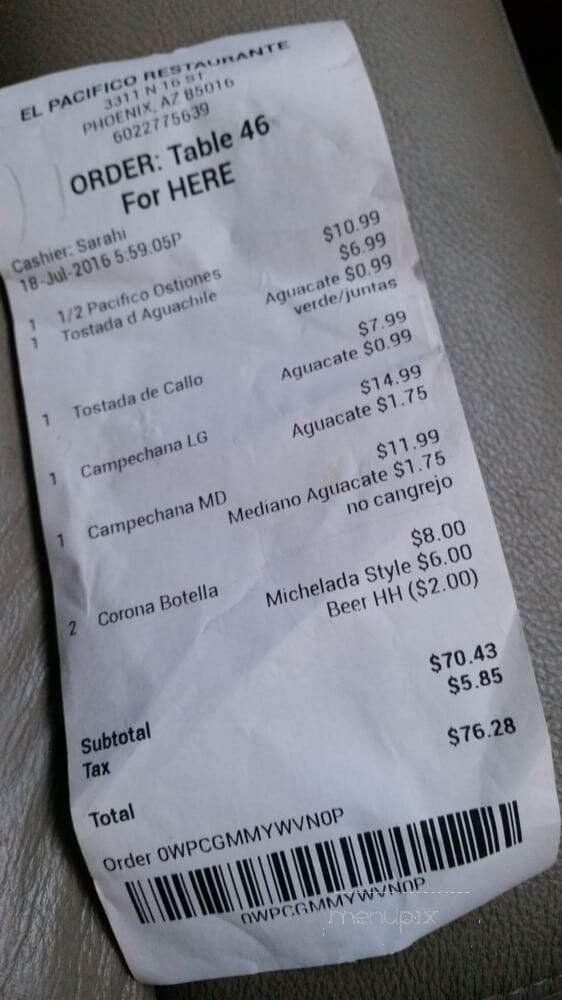 EL PACIFICO RESTAURANTE
3311 N 16 ST
PHOENIX, AZ 85016
6022775639
ORDER: Table 46
For HERE
Cashier: Sarahi
18-Jul-2016 5:59.05P
1 1/2 Pacifico Ostiones $10.99
1 Tostada d Aguachile $6.99
Aguacate $0.99
verde/juntas
1 Tostada de Callo $7.99
Aguacate $0.99
1 Campechana LG $14.99
Aguacate $1.75
1 Campechana MD $11.99
Mediano Aguacate $1.75
no cangrejo
2 Corona Botella $8.00
Michelada Style $6.00
Beer HH ($2.00)
Subtotal $70.43
Tax $5.85
Total $76.28
Order 0WPCGMMYWVN0P
0WPCGMMYWVN0P
menupix